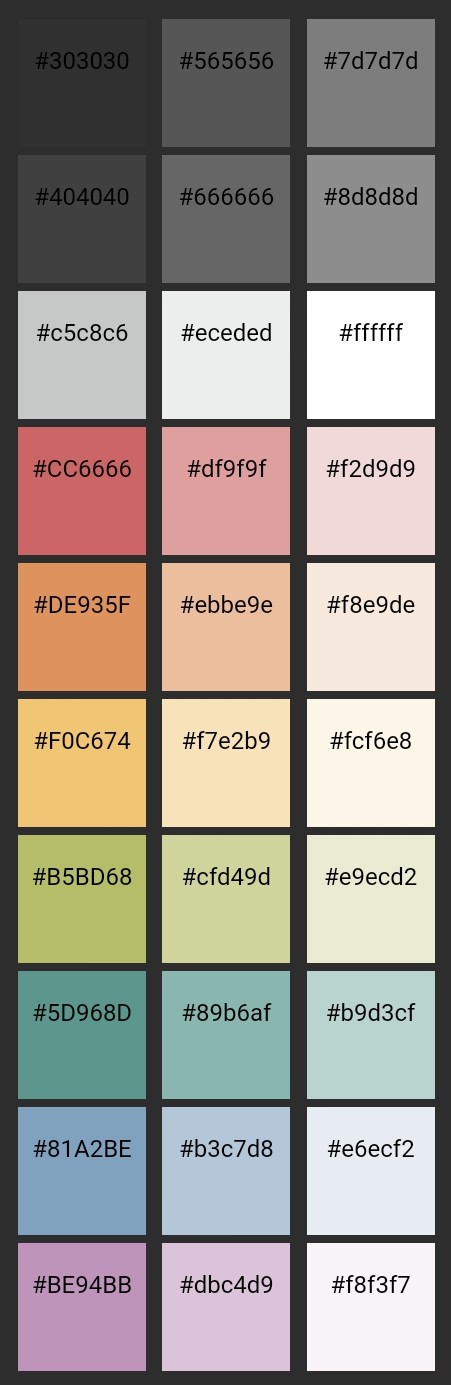 #303030 #565656 #7d7d7d
#404040 #666666 #8d8d8d
#c5c8c6 #eceded #ffffff
#CC6666 #df9f9f #f2d9d9
#DE935F #ebbe9e #f8e9de
#F0C674 #f7e2b9 #fcf6e8
#B5BD68 #cfd49d #e9ecd2
#5D968D #89b6af #b9d3cf
#81A2BE #b3c7d8 #e6ecf2
#BE94BB #dbc4d9 #f8f3f7